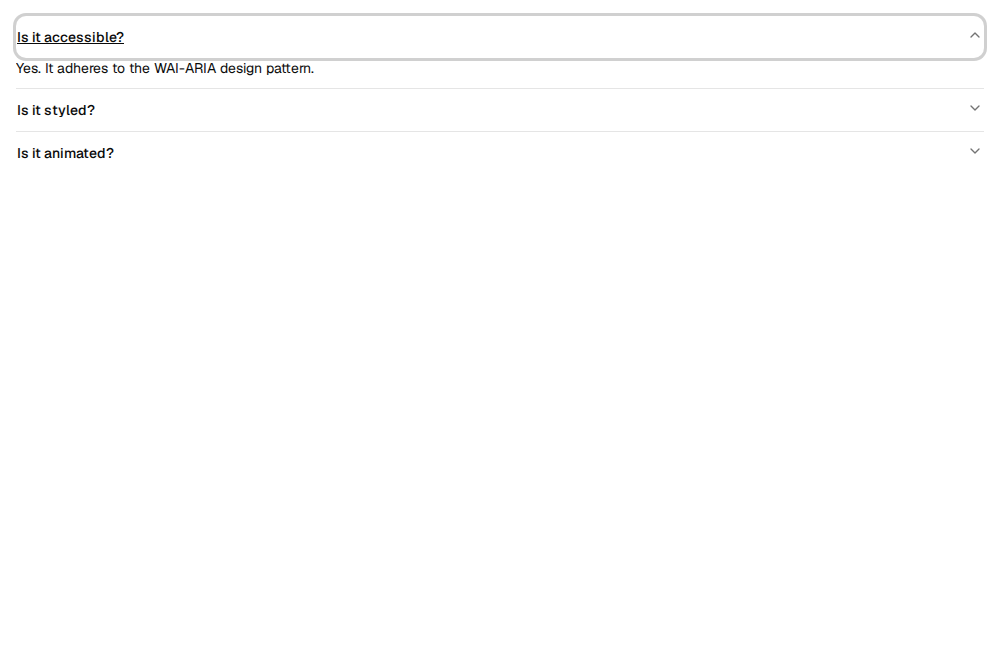 Is it accessible?
Yes. It adheres to the WAI-ARIA design pattern.
Is it styled?
Is it animated?